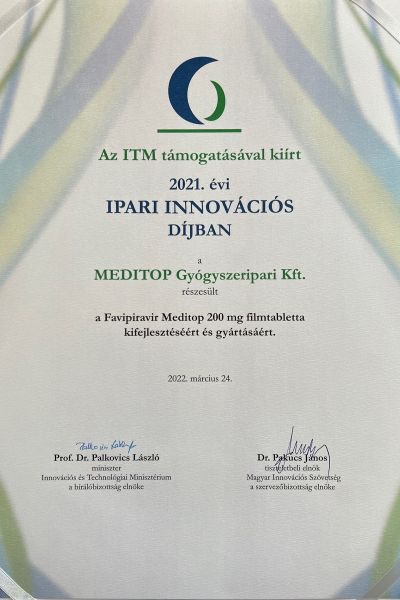 Az ITM támogatásával kiírt
2021. évi
IPARI INNOVÁCIÓS
DÍJBAN
a
MEDITOP Gyógyszeripari Kft.
részesült
a Favipiravir Meditop 200 mg filmtabletta
kifejlesztéséért és gyártásáért.
2022. március 24.
Prof. Dr. Palkovics László
miniszter
Innovációs és Technológiai Minisztérium
a bírálóbizottság elnöke
Dr. Pakucs János
tiszteletbeli elnök
Magyar Innovációs Szövetség
a szervezőbizottság elnöke